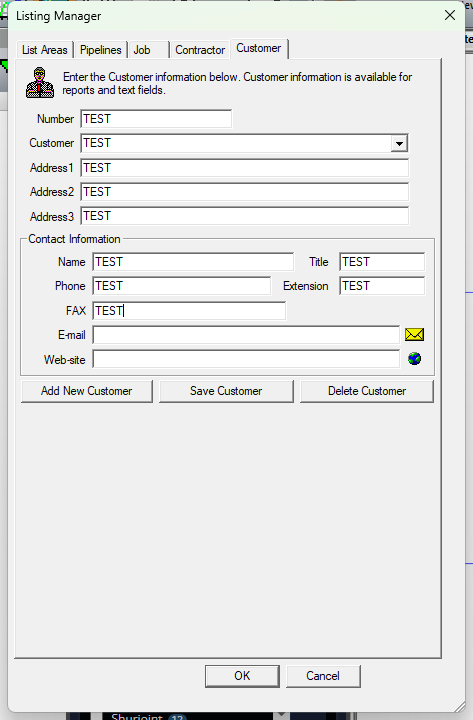 Listing Manager
List Areas Pipelines Job Contractor Customer
Enter the Customer information below. Customer information is available for
reports and text fields.
Number TEST
Customer TEST
Address1 TEST
Address2 TEST
Address3 TEST
Contact Information
Name TEST Title TEST
Phone TEST Extension TEST
FAX TEST
E-mail
Web-site
Add New Customer Save Customer Delete Customer
OK Cancel
Shurjoint 12